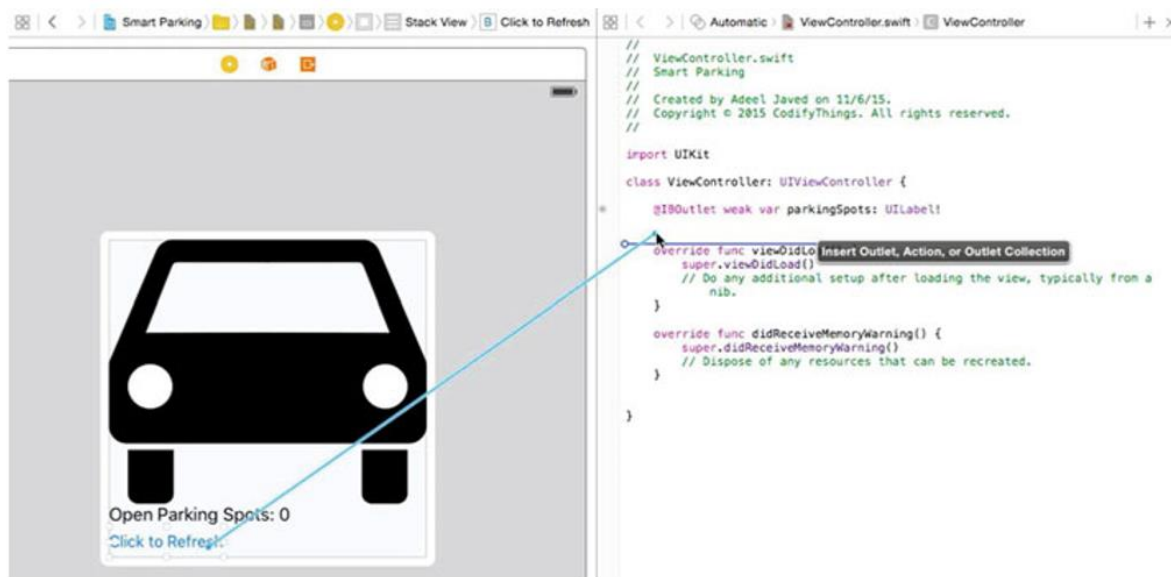 Smart Parking
Stack View
B Click to Refresh
Automatic
ViewController.swift
C ViewController
//
// ViewController.swift
// Smart Parking
//
// Created by Adeel Javed on 11/6/15.
// Copyright © 2015 CodifyThings. All rights reserved.
//
import UIKit
class ViewController: UIViewController {
@IBOutlet weak var parkingSpots: UILabel!
override func viewDidLo
Insert Outlet, Action, or Outlet Collection
super.viewDidLoad()
// Do any additional setup after loading the view, typically from a
nib.
}
override func didReceiveMemoryWarning() {
super.didReceiveMemoryWarning()
// Dispose of any resources that can be recreated.
}
}
Open Parking Spots: 0
Click to Refresh